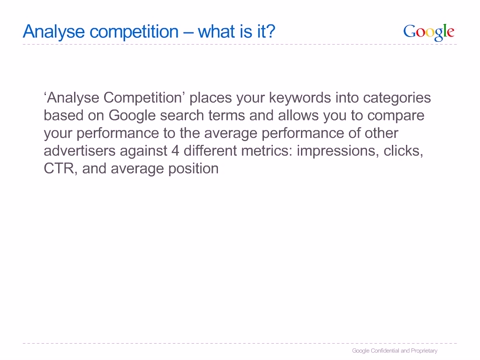 Analyse competition – what is it?
Google
‘Analyse Competition’ places your keywords into categories
based on Google search terms and allows you to compare
your performance to the average performance of other
advertisers against 4 different metrics: impressions, clicks,
CTR, and average position
Google Confidential and Proprietary